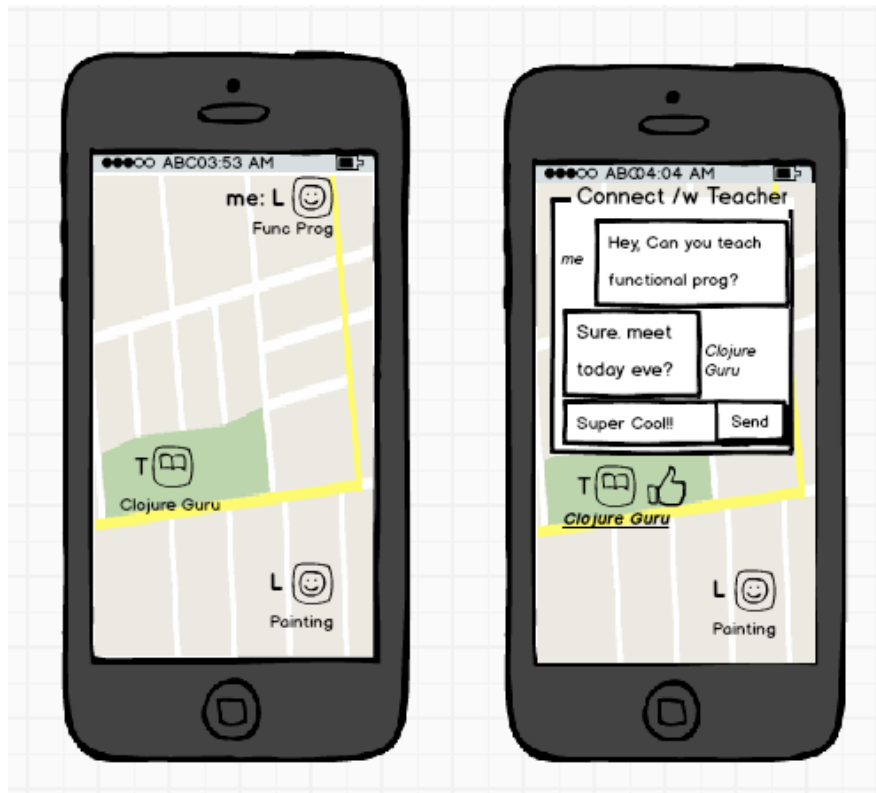 ABC03:53 AM
me: L
Func Prog
T
Clojure Guru
L
Painting
ABC04:04 AM
Connect /w Teacher
me
Hey, Can you teach
functional prog?
Sure. meet
today eve?
Clojure
Guru
Super Cool!! Send
T
Clojure Guru
L
Painting